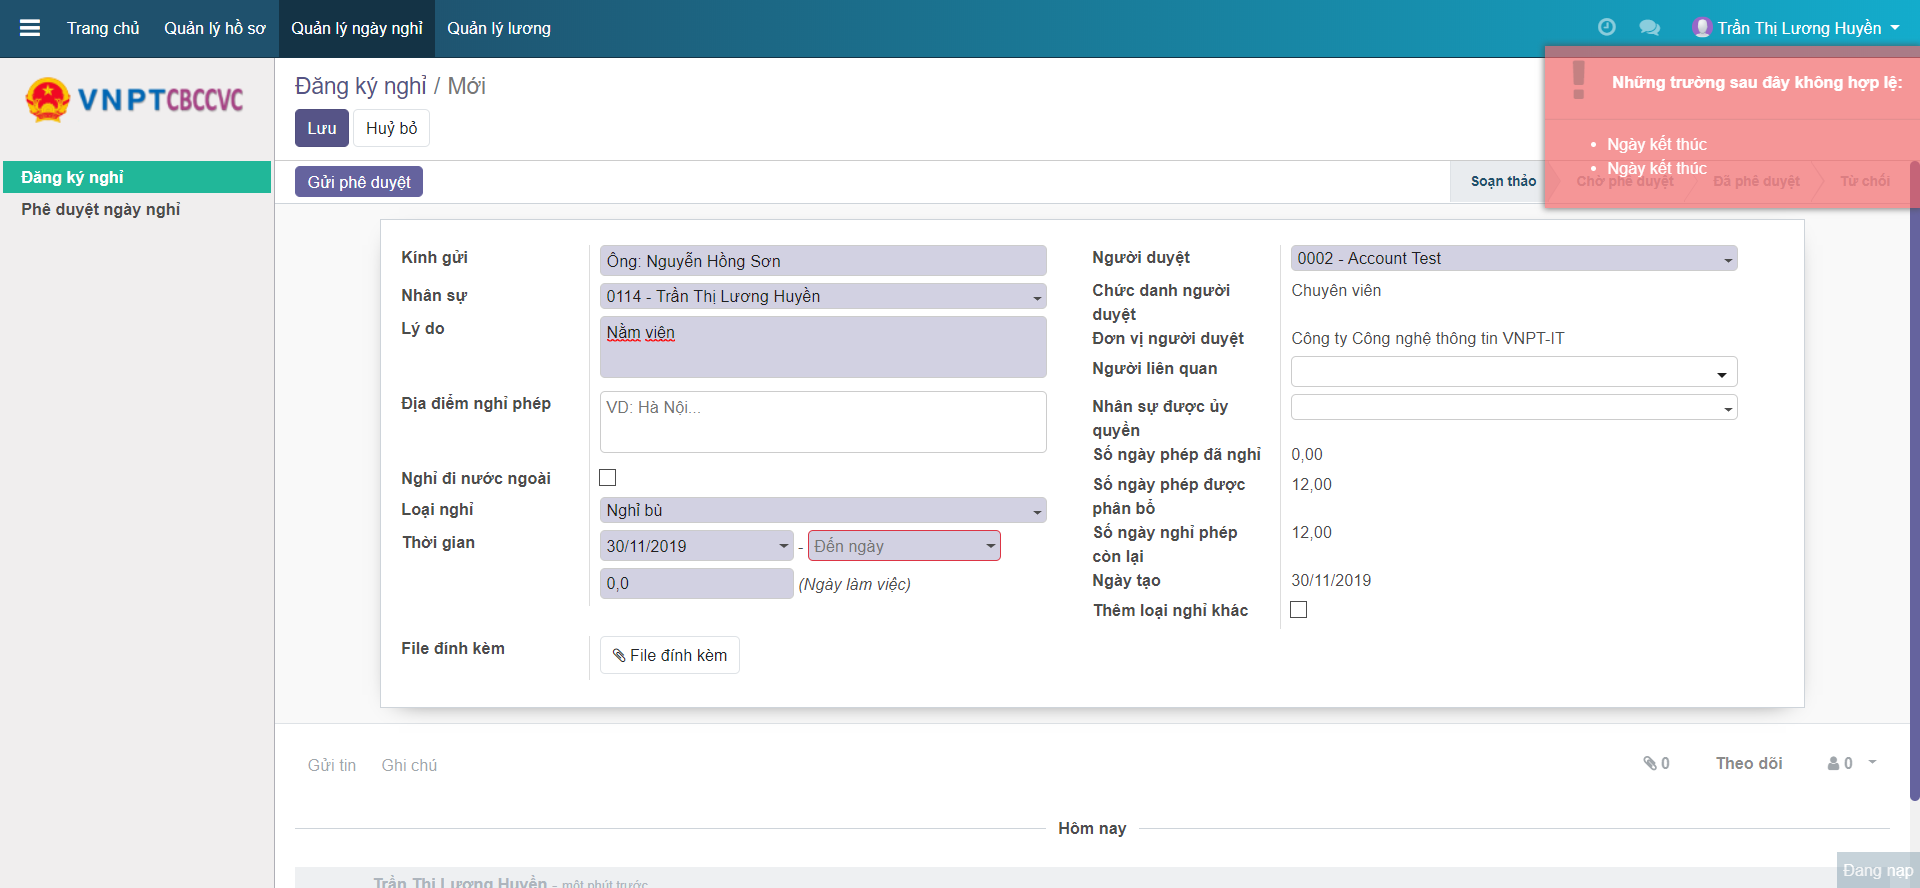 Trang chủ Quản lý hồ sơ Quản lý ngày nghỉ Quản lý lương Trần Thị Lương Huyền
VNPTCBCCVC
Đăng ký nghỉ
Phê duyệt ngày nghỉ
Đăng ký nghỉ / Mới
Lưu Huỷ bỏ
Những trường sau đây không hợp lệ:
Ngày kết thúc
Ngày kết thúc
Gửi phê duyệt
Soạn thảo Chờ phê duyệt Đã phê duyệt Từ chối
Kính gửi Ông: Nguyễn Hồng Sơn
Nhân sự 0114 - Trần Thị Lương Huyền
Lý do Nằm viên
Địa điểm nghỉ phép VD: Hà Nội...
Nghỉ đi nước ngoài
Loại nghỉ Nghỉ bù
Thời gian 30/11/2019 - Đến ngày
0,0 (Ngày làm việc)
File đính kèm File đính kèm
Người duyệt 0002 - Account Test
Chức danh người duyệt Chuyên viên
Đơn vị người duyệt Công ty Công nghệ thông tin VNPT-IT
Người liên quan
Nhân sự được ủy quyền
Số ngày phép đã nghỉ 0,00
Số ngày phép được phân bổ 12,00
Số ngày nghỉ phép còn lại 12,00
Ngày tạo 30/11/2019
Thêm loại nghỉ khác
Gửi tin Ghi chú 0 Theo dõi 0
Hôm nay
Trần Thị Lương Huyền - một phút trước
Đang nạp